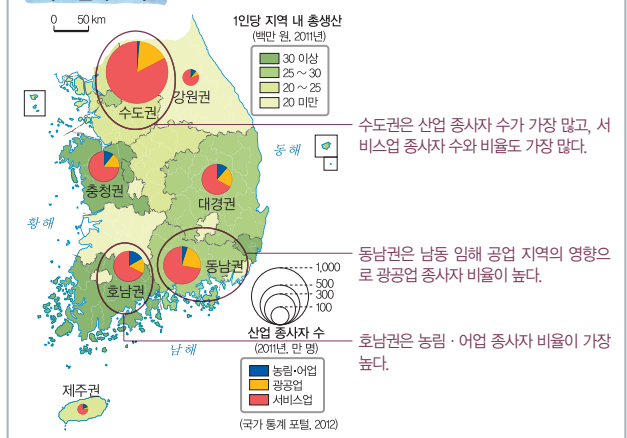 0 50 km
1인당 지역 내 총생산
(백만 원, 2011년)
30 이상
25 ~ 30
20 ~ 25
20 미만
수도권
강원권
충청권
대경권
호남권
동남권
제주권
동해
황해
남해
수도권은 산업 종사자 수가 가장 많고, 서
비스업 종사자 수와 비율도 가장 많다.
동남권은 남동 임해 공업 지역의 영향으
로 광공업 종사자 비율이 높다.
호남권은 농림 · 어업 종사자 비율이 가장
높다.
1,000
500
300
100
산업 종사자 수
(2011년, 만 명)
농림·어업
광공업
서비스업
(국가 통계 포털, 2012)